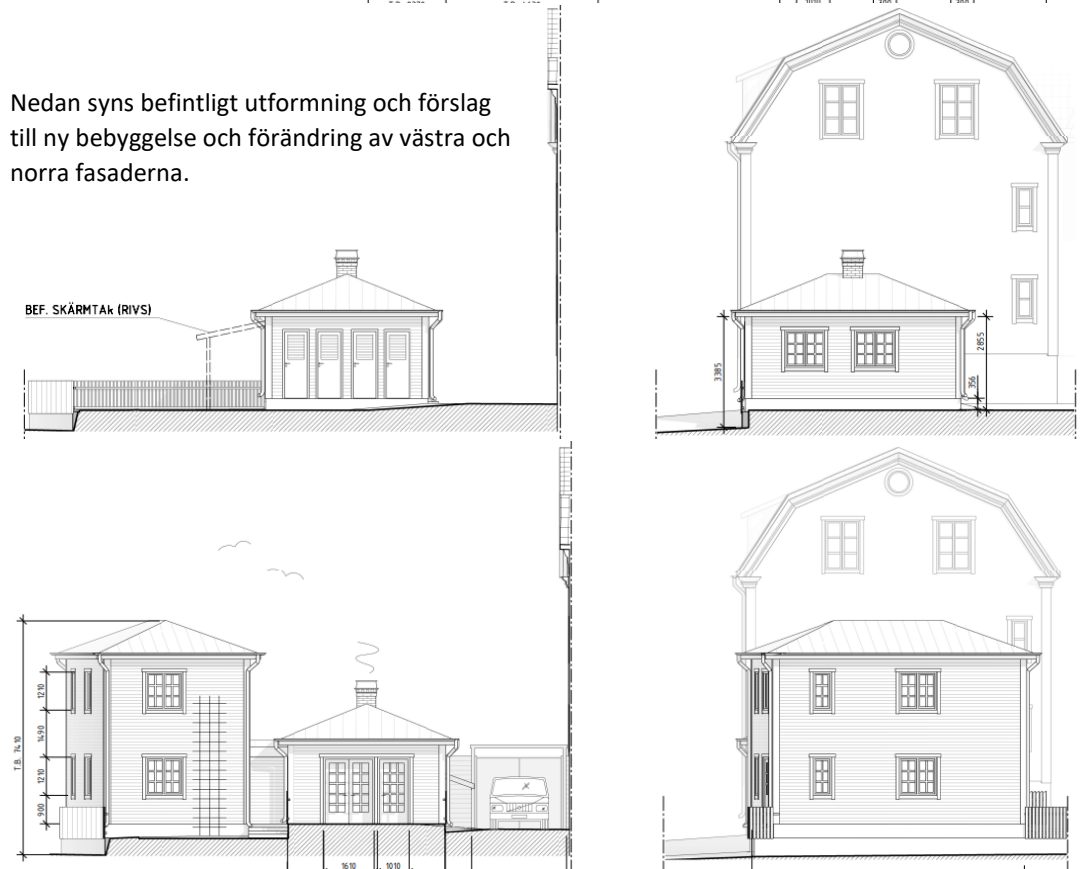 Nedan syns befintligt utformning och förslag
till ny bebyggelse och förändring av västra och
norra fasaderna.
BEF. SKÄRMTAk (RIVS)
3385
2855
356
T.B. 7410
1210
1490
1210
900
1610
1010